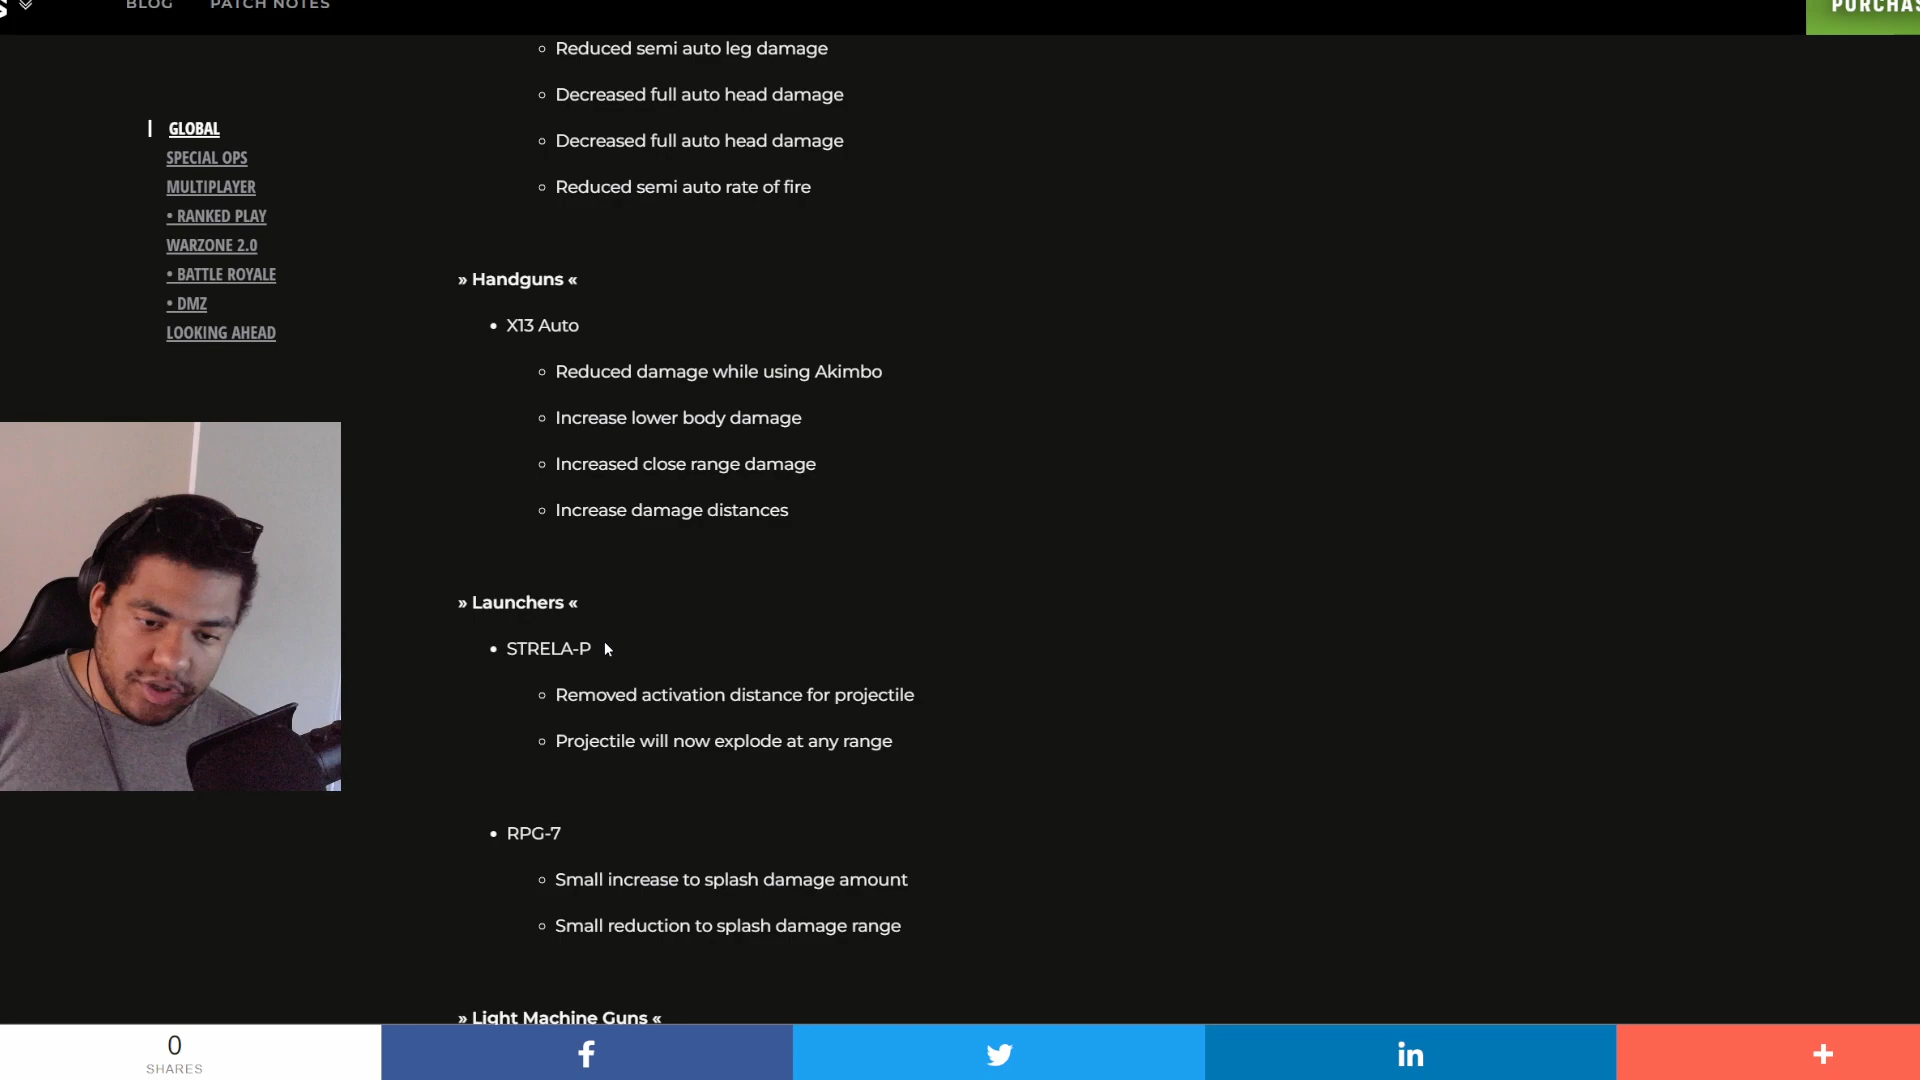 BLOG PATCH NOTES
GLOBAL
SPECIAL OPS
MULTIPLAYER
• RANKED PLAY
WARZONE 2.0
• BATTLE ROYALE
• DMZ
LOOKING AHEAD
Reduced semi auto leg damage
Decreased full auto head damage
Decreased full auto head damage
Reduced semi auto rate of fire
» Handguns «
X13 Auto
Reduced damage while using Akimbo
Increase lower body damage
Increased close range damage
Increase damage distances
» Launchers «
STRELA-P
Removed activation distance for projectile
Projectile will now explode at any range
RPG-7
Small increase to splash damage amount
Small reduction to splash damage range
» Light Machine Guns «
0
SHARES